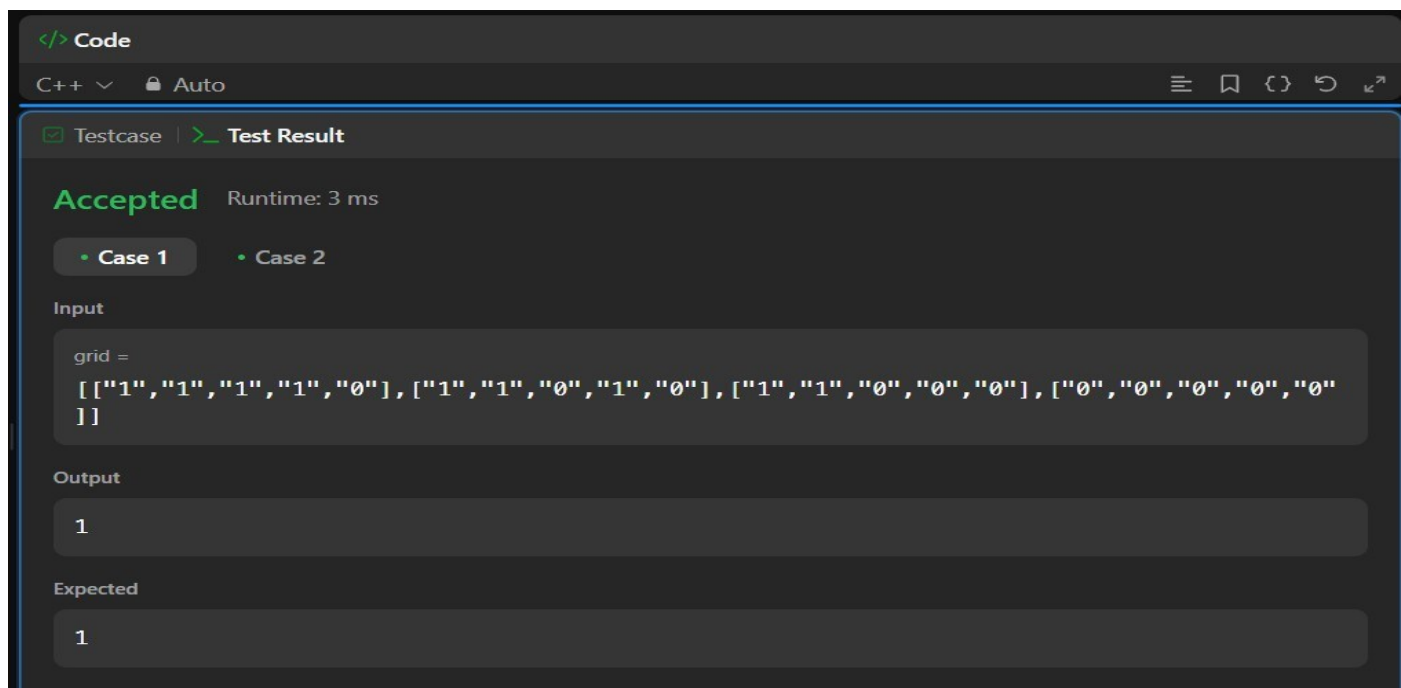 </> Code
C++ Auto
Testcase | >_ Test Result
Accepted Runtime: 3 ms
• Case 1 • Case 2
Input
grid =
[["1","1","1","1","0"],["1","1","0","1","0"],["1","1","0","0","0"],["0","0","0","0","0"
]]
Output
1
Expected
1